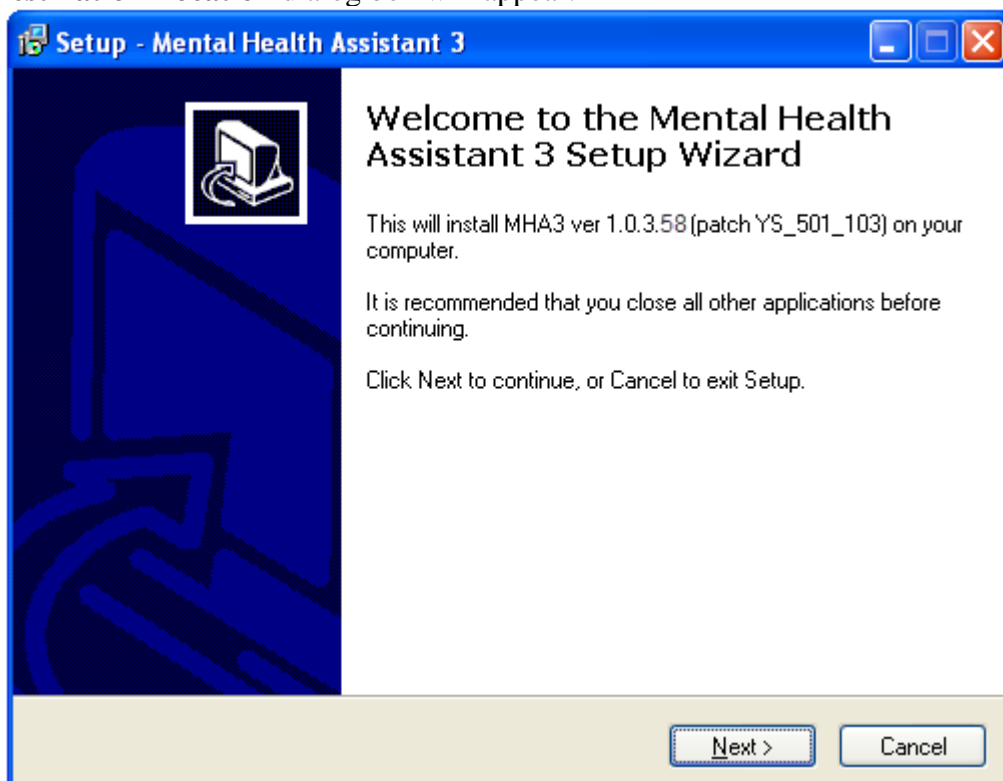 Setup - Mental Health Assistant 3
Welcome to the Mental Health
Assistant 3 Setup Wizard
This will install MHA3 ver 1.0.3.58 (patch YS_501_103) on your
computer.
It is recommended that you close all other applications before
continuing.
Click Next to continue, or Cancel to exit Setup.
Next >
Cancel